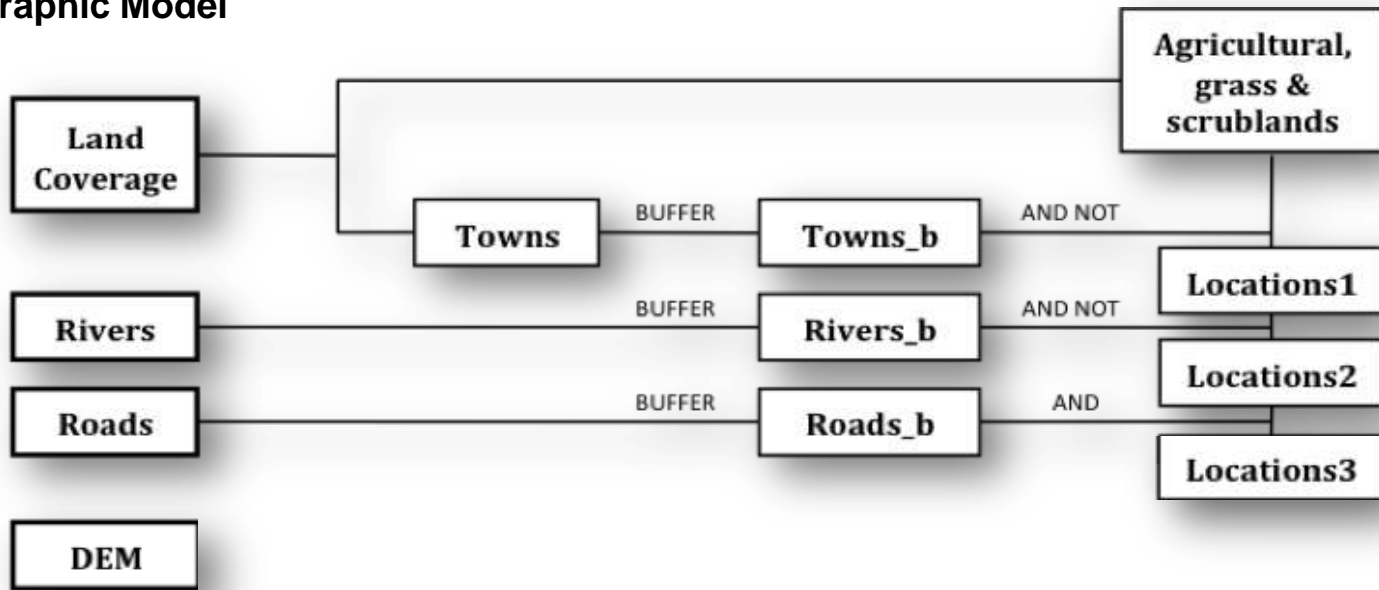 raphic Model
Agricultural,
grass &
scrublands
Land
Coverage
Towns
BUFFER
Towns_b
AND NOT
Locations1
Rivers
BUFFER
Rivers_b
AND NOT
Locations2
Roads
BUFFER
Roads_b
AND
Locations3
DEM